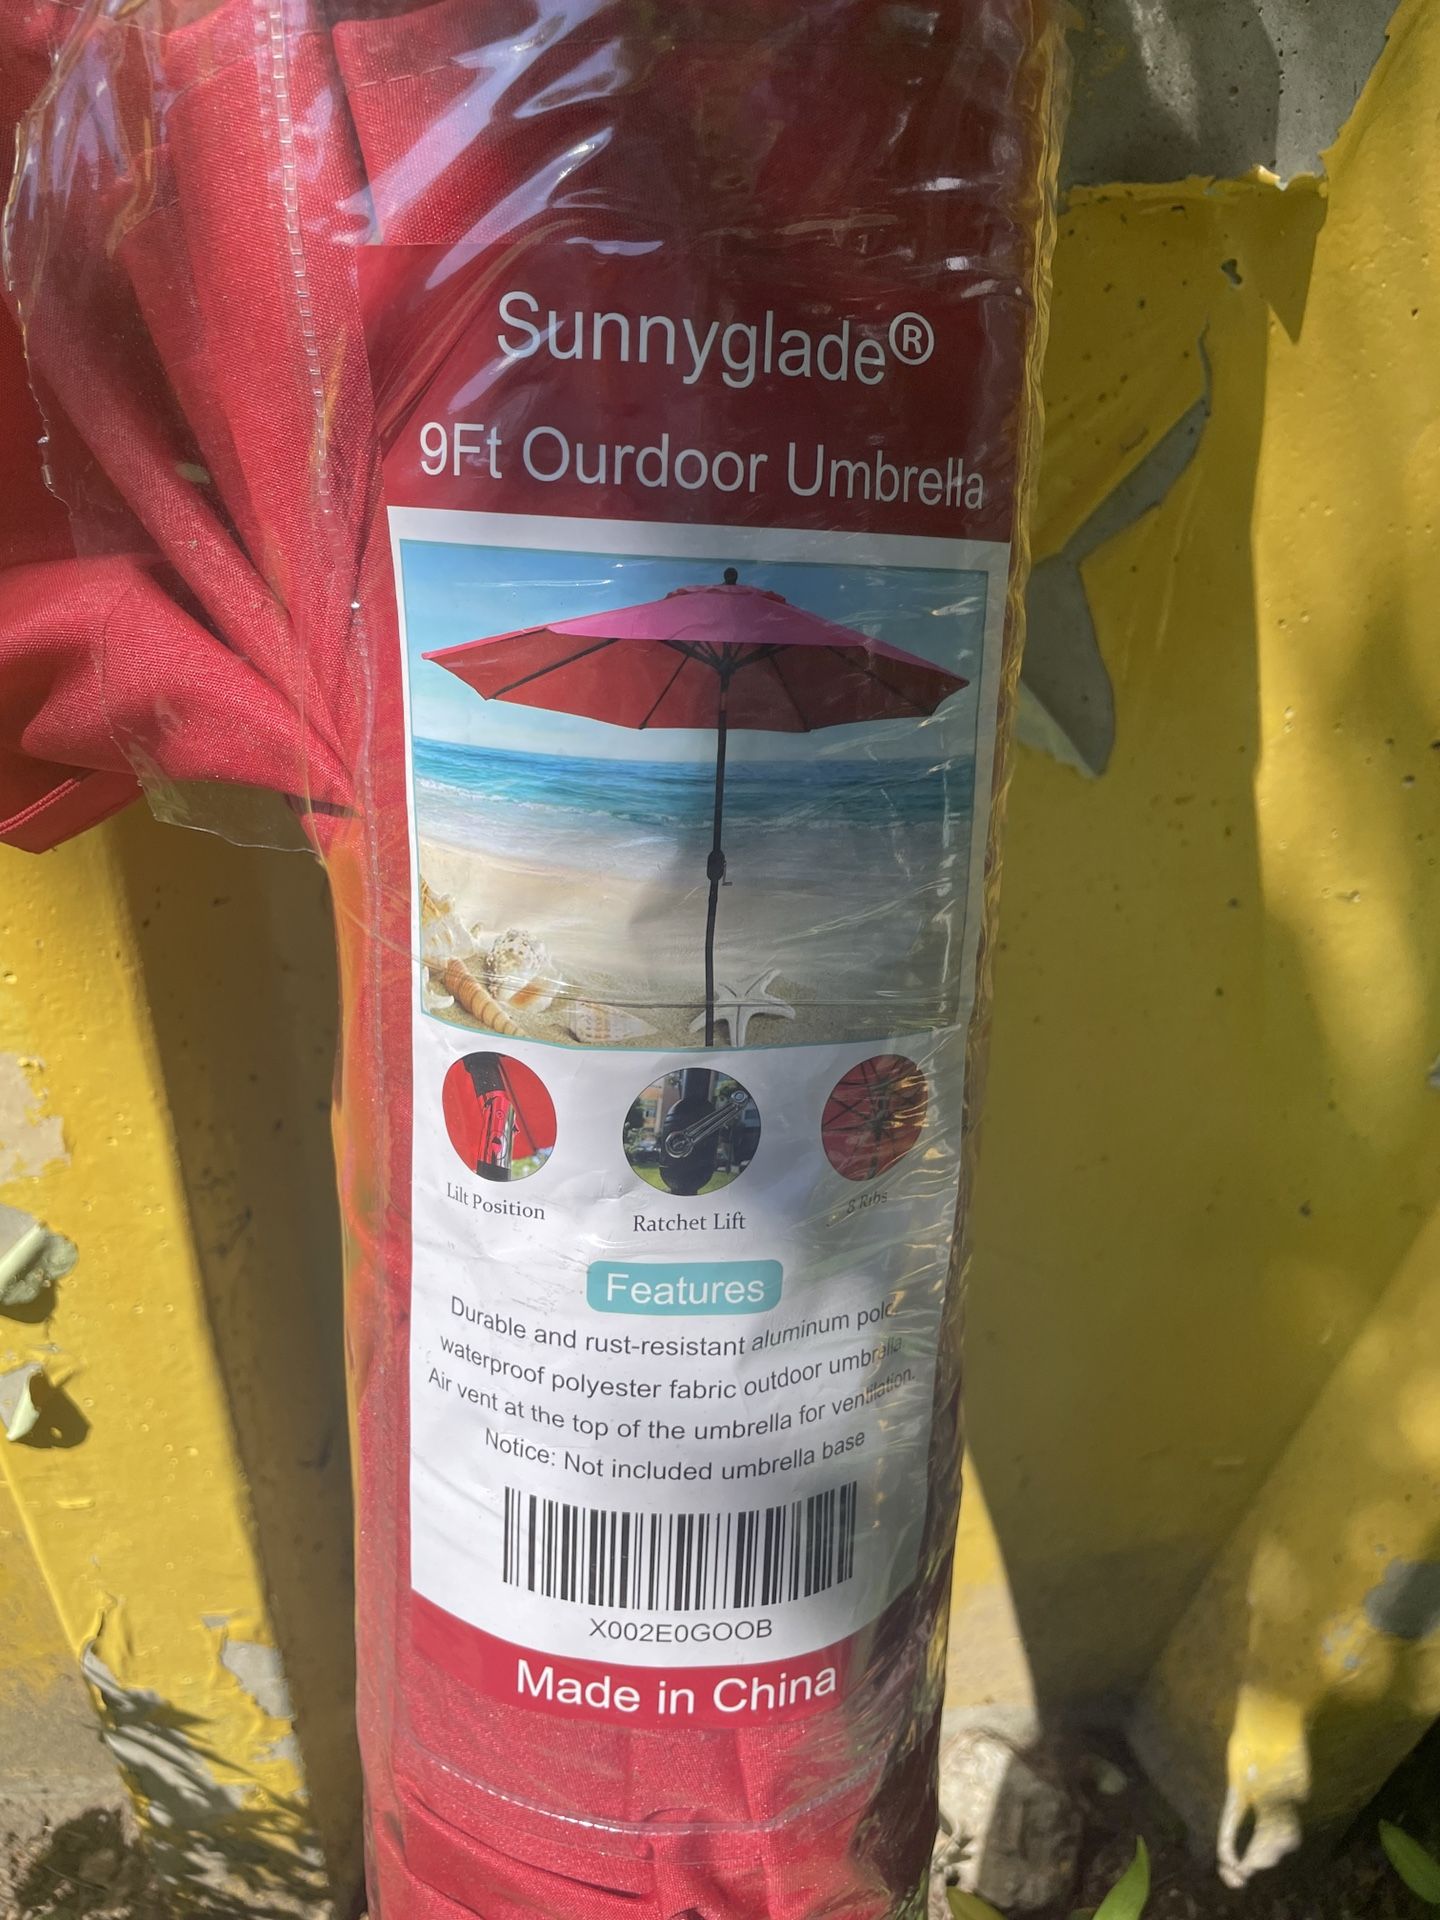 Sunnyglade®
9Ft Ourdoor Umbrella
Lilt Position
Ratchet Lift
8 Ribs
Features
Durable and rust-resistant aluminum pole
waterproof polyester fabric outdoor umbrella
Air vent at the top of the umbrella for ventilation.
Notice: Not included umbrella base
X002E0GOOB
Made in China